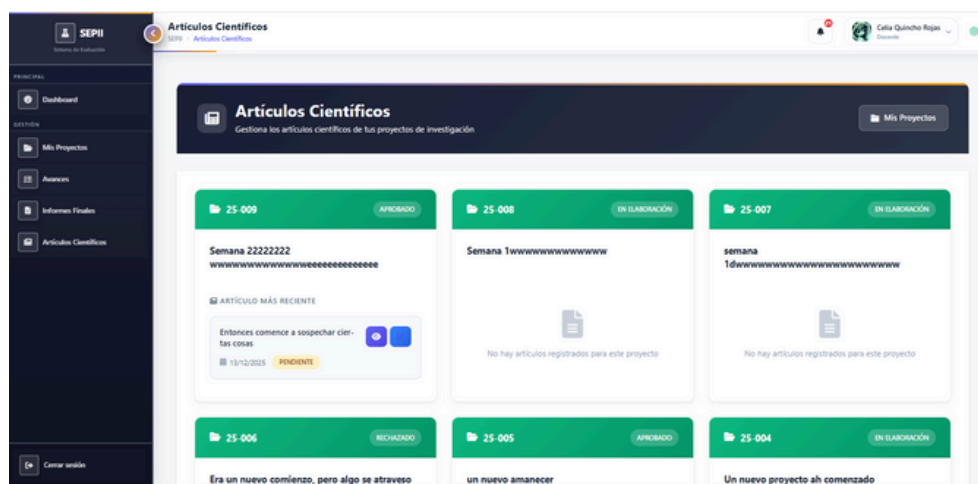 SEPII
Sistema de Evaluación
Artículos Científicos
SEPII
Artículos Científicos
Celia Quincho Rojas
Docente
PRINCIPAL
Dashboard
GESTIÓN
Mis Proyectos
Avances
Informes Finales
Artículos Científicos
Cerrar sesión
Artículos Científicos
Gestiona los artículos científicos de tus proyectos de investigación
Mis Proyectos
25-009
APROBADO
Semana 22222222
ARTÍCULO MÁS RECIENTE
Entonces comence a sospechar cier-
tas cosas
13/12/2025
PENDIENTE
25-008
EN ELABORACIÓN
No hay artículos registrados para este proyecto
25-007
EN ELABORACIÓN
semana
No hay artículos registrados para este proyecto
25-006
RECHAZADO
Era un nuevo comienzo, pero algo se atraveso
25-005
APROBADO
un nuevo amanecer
25-004
EN ELABORACIÓN
Un nuevo proyecto ah comenzado